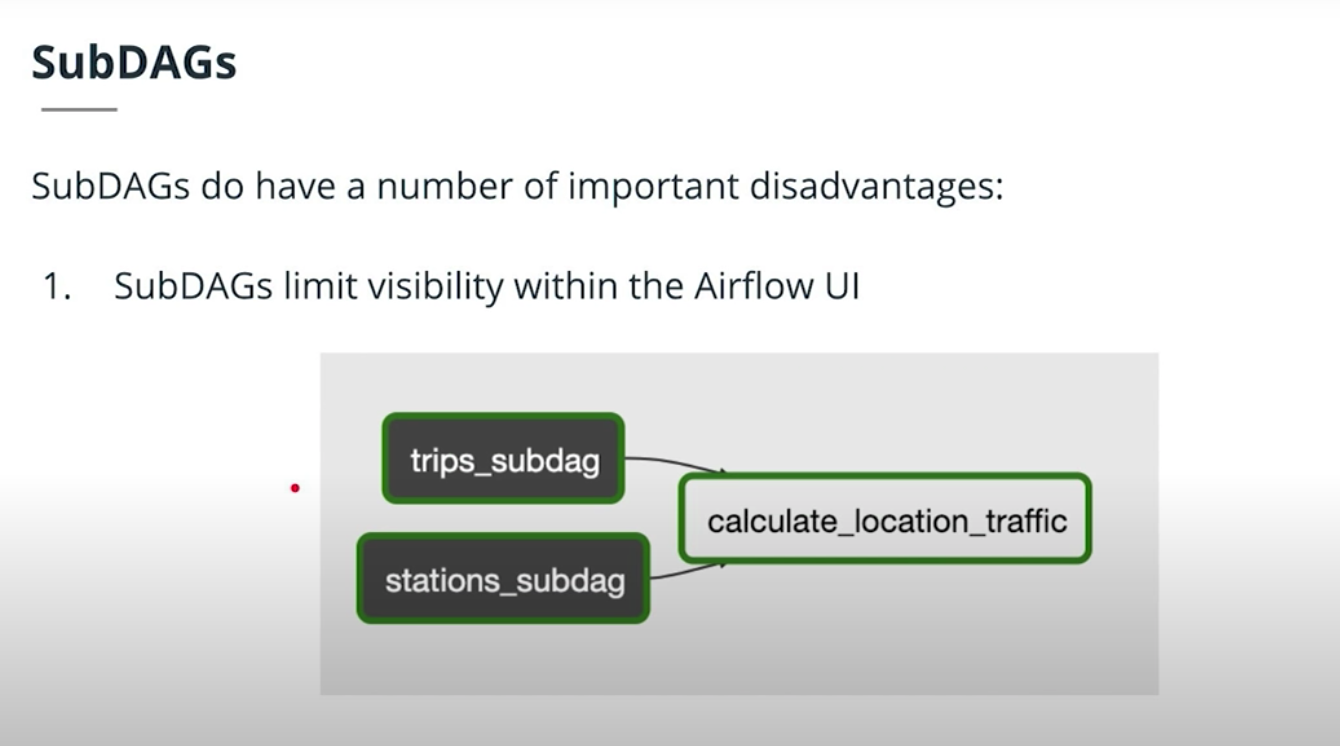 SubDAGs
SubDAGs do have a number of important disadvantages:
1. SubDAGs limit visibility within the Airflow UI
trips_subdag
calculate_location_traffic
stations_subdag